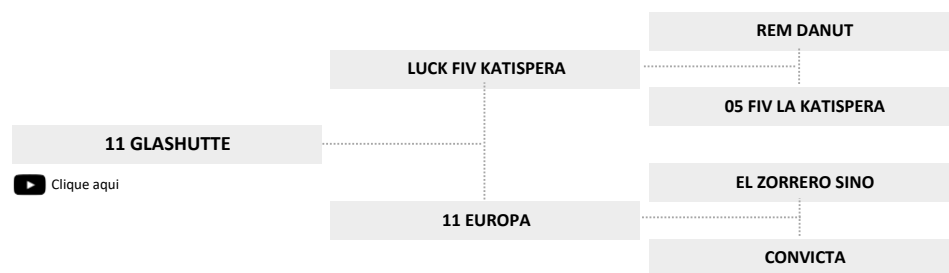 REM DANUT
LUCK FIV KATISPERA
05 FIV LA KATISPERA
11 GLASHUTTE
Clique aqui
EL ZORRERO SINO
11 EUROPA
CONVICTA